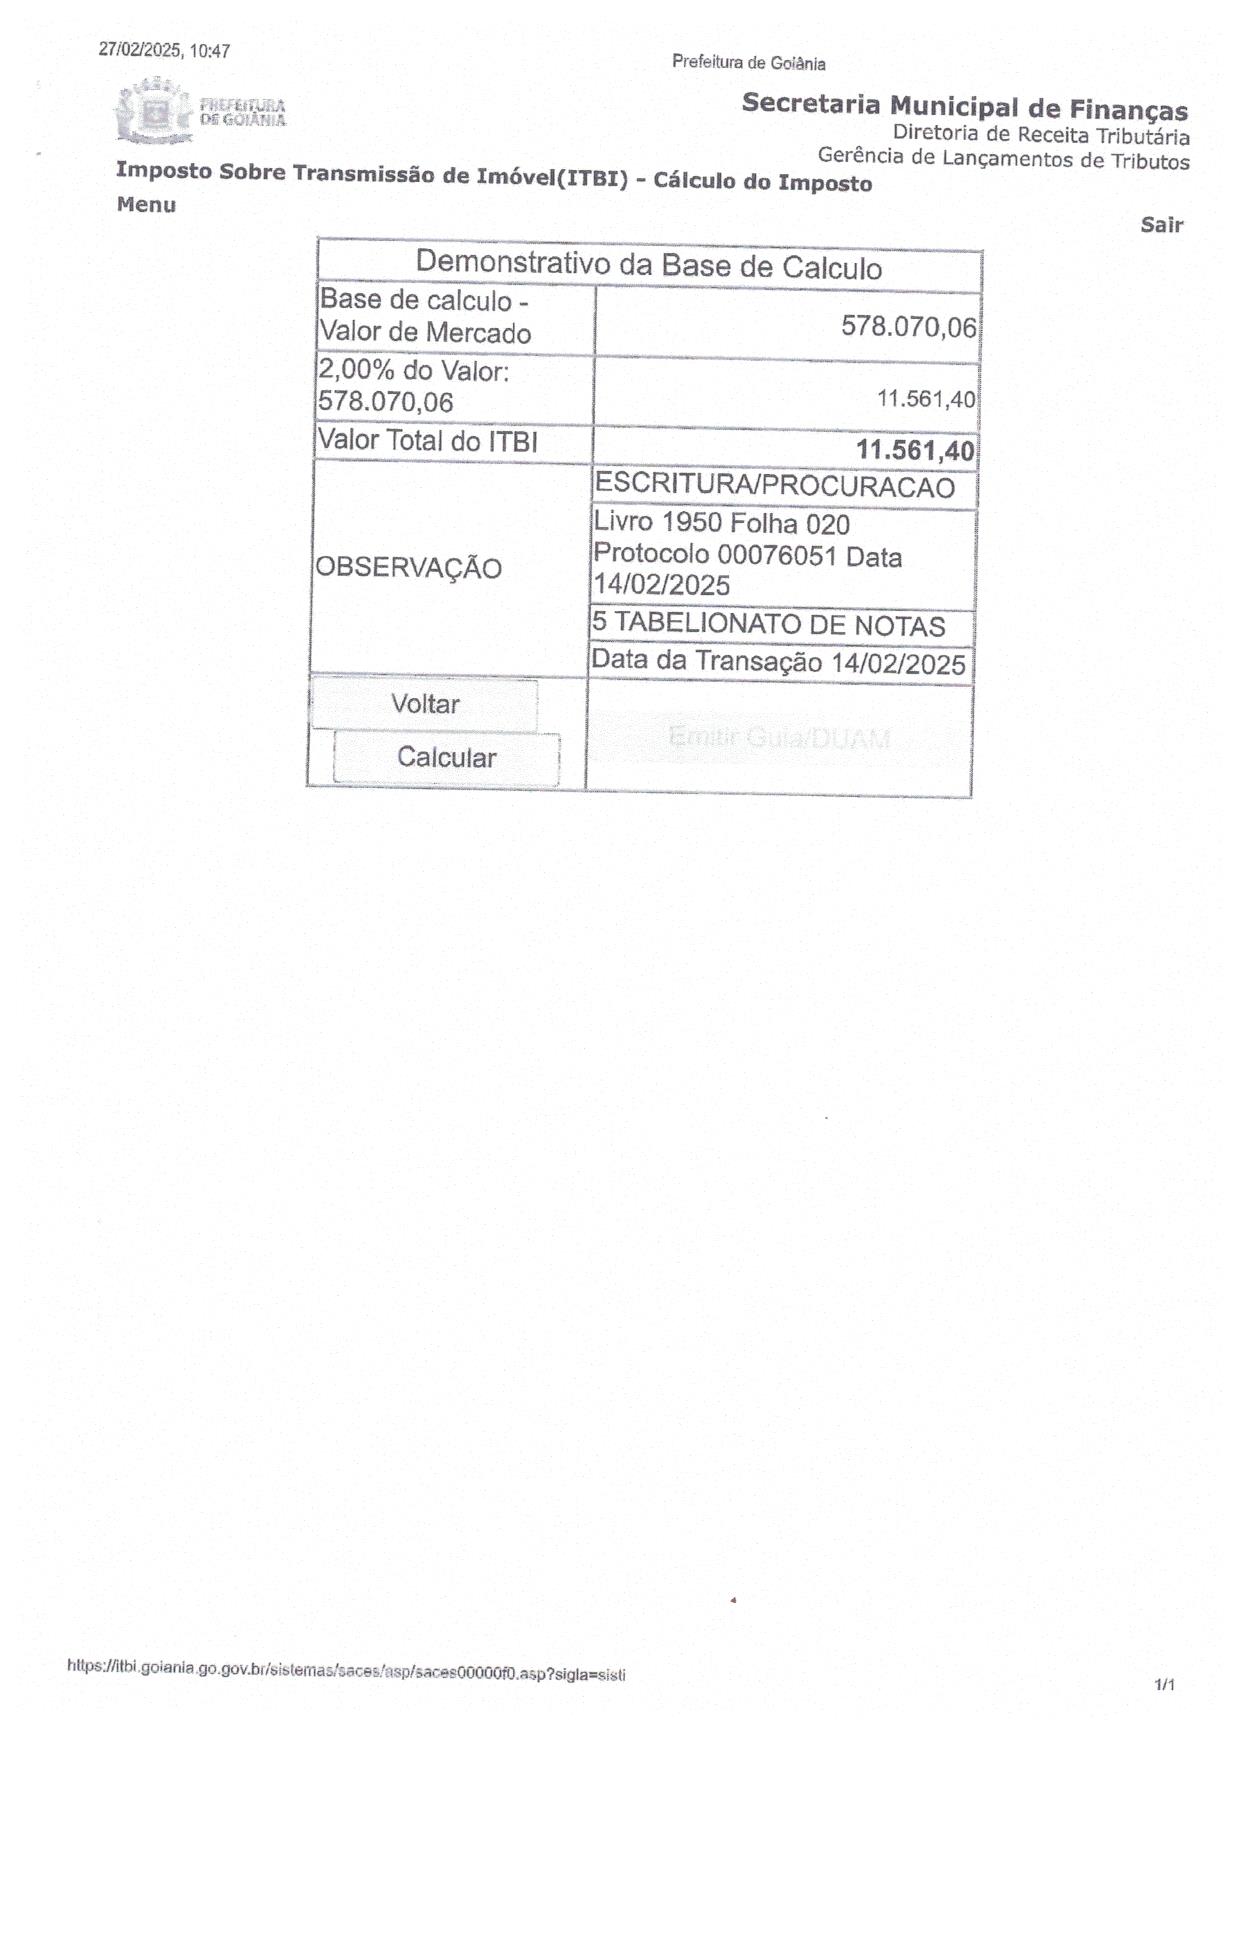 27/02/2025, 10:47
Prefeitura de Goiânia
PREFEITURA
DE GOIÂNIA
Secretaria Municipal de Finanças
Diretoria de Receita Tributária
Gerência de Lançamentos de Tributos
Imposto Sobre Transmissão de Imóvel(ITBI) - Cálculo do Imposto
Menu
Sair
Demonstrativo da Base de Calculo
Base de calculo -
Valor de Mercado
578.070,06
2,00% do Valor:
578.070,06
11.561,40
Valor Total do ITBI
11.561,40
OBSERVAÇÃO
ESCRITURA/PROCURACAO
Livro 1950 Folha 020
Protocolo 00076051 Data
14/02/2025
5 TABELIONATO DE NOTAS
Data da Transação 14/02/2025
Voltar
Calcular
Emitir Guia/DUAM
https://itbi.goiania.go.gov.br/sistemas/saces/asp/saces00000f0.asp?sigla=sisti
1/1